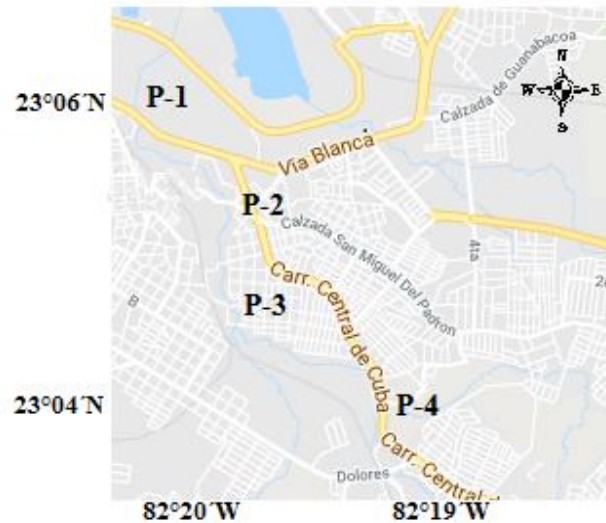 Calzada de Guanabacoa
N
W E
S
23°06´N
P-1
Via Blanca
P-2
Calzada San Miguel Del Padron
4ta
Carr. Central de Cuba
P-3
B
23°04´N
P-4
Carr. Central
Dolores
82°20´W
82°19´W